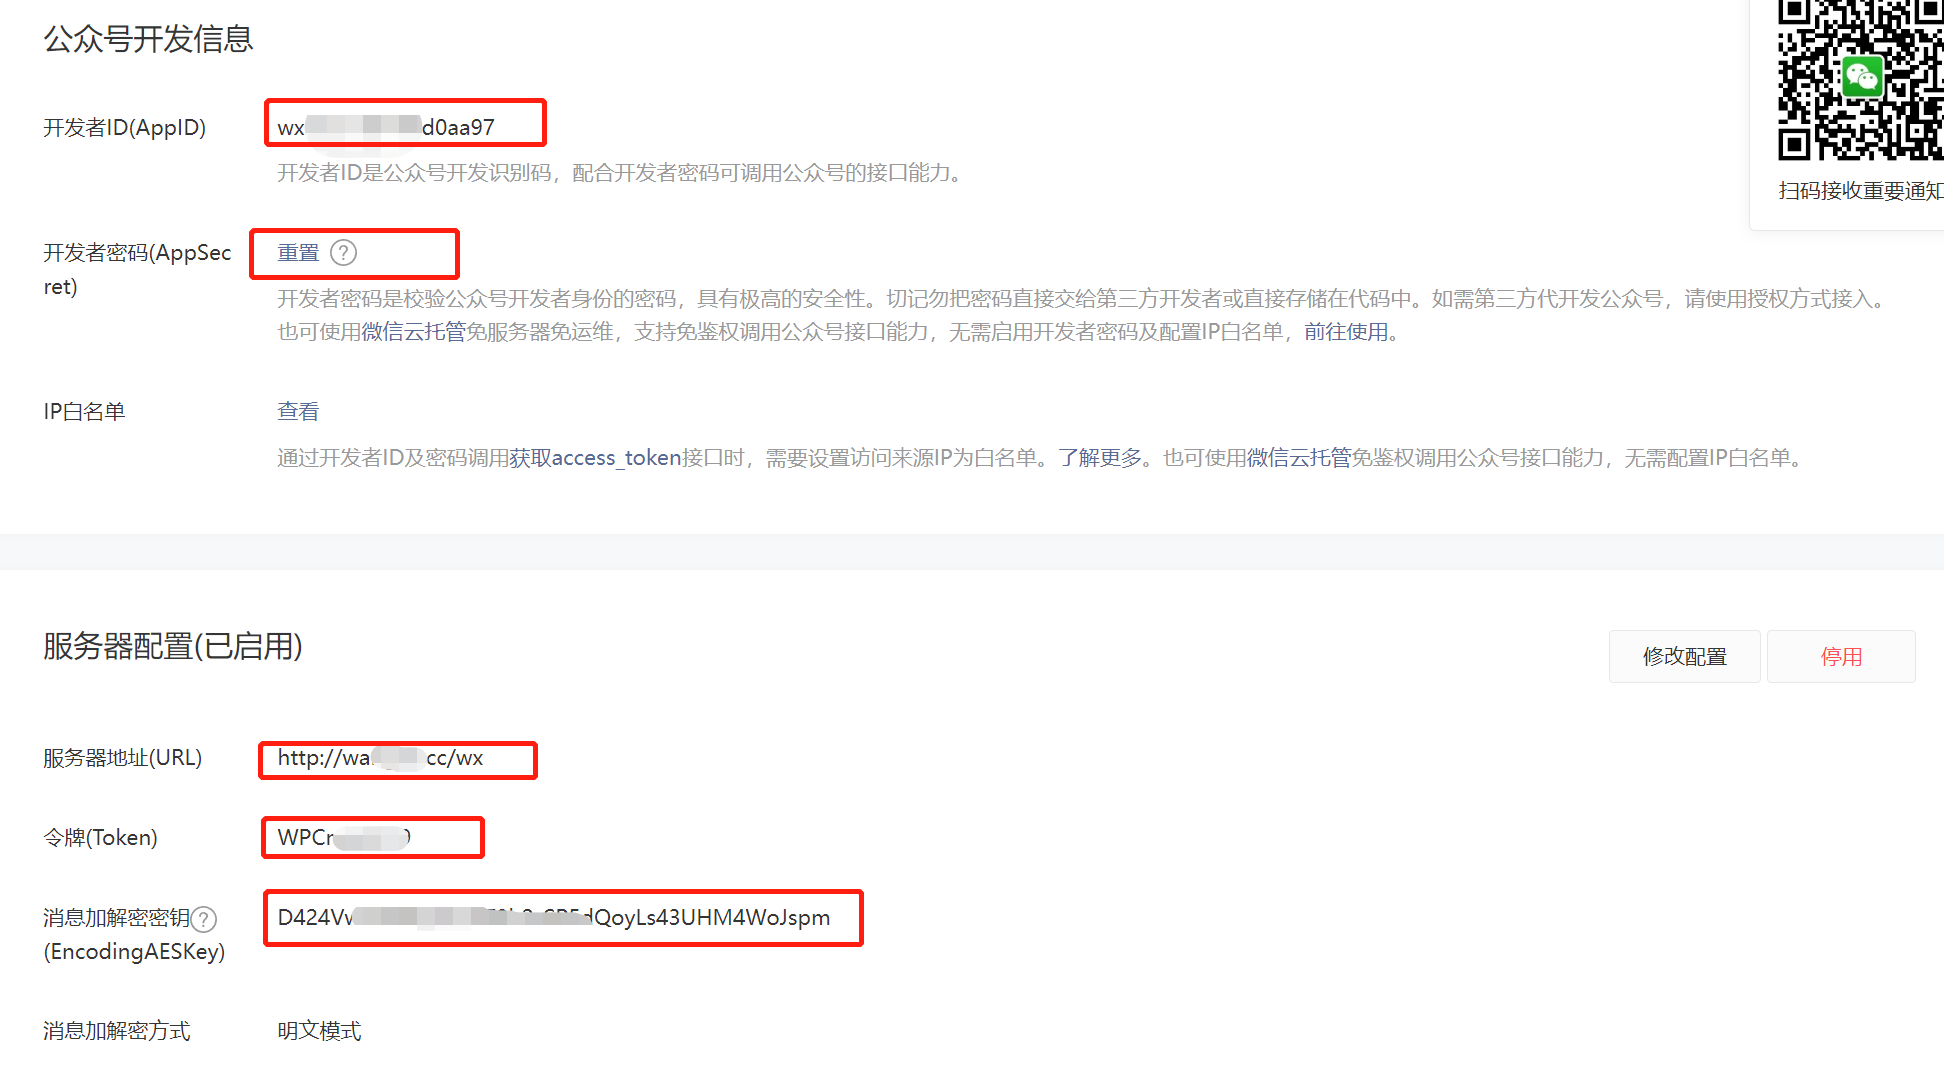 公众号开发信息
开发者ID(AppID)
wx d0aa97
开发者ID是公众号开发识别码，配合开发者密码可调用公众号的接口能力。
扫码接收重要通知
开发者密码(AppSec
ret)
重置 ?
开发者密码是校验公众号开发者身份的密码，具有极高的安全性。切记勿把密码直接交给第三方开发者或直接存储在代码中。如需第三方代开发公众号，请使用授权方式接入。
也可使用微信云托管免服务器免运维，支持免鉴权调用公众号接口能力，无需启用开发者密码及配置IP白名单，前往使用。
IP白名单
查看
通过开发者ID及密码调用获取access_token接口时，需要设置访问来源IP为白名单。了解更多。也可使用微信云托管免鉴权调用公众号接口能力，无需配置IP白名单。
服务器配置(已启用)
修改配置
停用
服务器地址(URL)
http://wa cc/wx
令牌(Token)
WPC
消息加解密密钥 ?
(EncodingAESKey)
D424V dQoyLs43UHM4WoJspm
消息加解密方式
明文模式